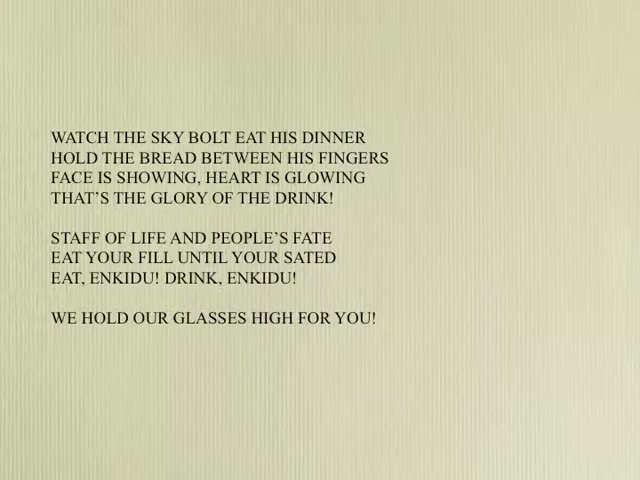 WATCH THE SKY BOLT EAT HIS DINNER
HOLD THE BREAD BETWEEN HIS FINGERS
FACE IS SHOWING, HEART IS GLOWING
THAT’S THE GLORY OF THE DRINK!
STAFF OF LIFE AND PEOPLE’S FATE
EAT YOUR FILL UNTIL YOUR SATED
EAT, ENKIDU! DRINK, ENKIDU!
WE HOLD OUR GLASSES HIGH FOR YOU!